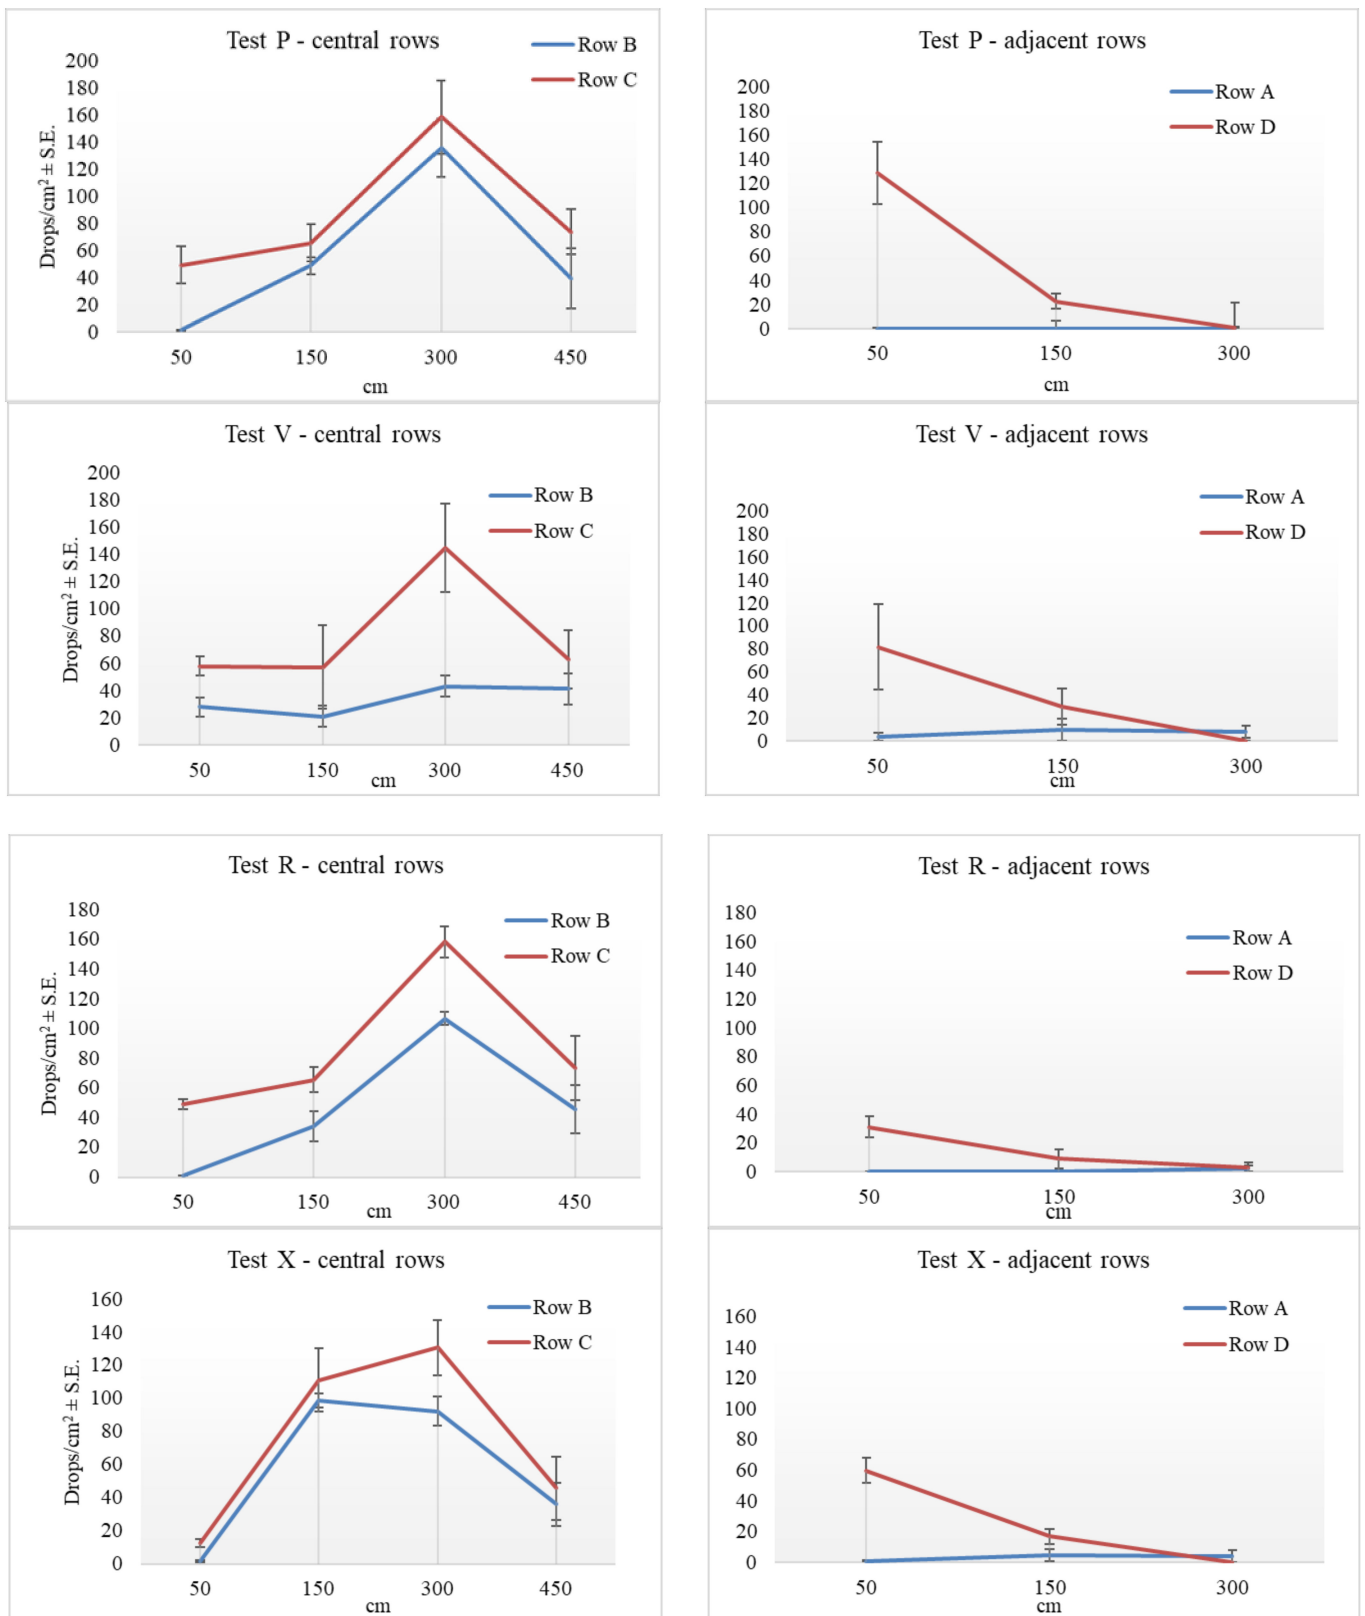 Test P - central rows
Row B
Row C
200
180
160
140
120
100
80
60
40
20
0
Drops/cm² ± S.E.
50 150 300 450
cm
Test P - adjacent rows
Row A
Row D
200
180
160
140
120
100
80
60
40
20
0
50 150 300
cm
Test V - central rows
Row B
Row C
200
180
160
140
120
100
80
60
40
20
0
Drops/cm² ± S.E.
50 150 300 450
cm
Test V - adjacent rows
Row A
Row D
200
180
160
140
120
100
80
60
40
20
0
50 150 300
cm
Test R - central rows
Row B
Row C
180
160
140
120
100
80
60
40
20
0
Drops/cm² ± S.E.
50 150 300 450
cm
Test R - adjacent rows
Row A
Row D
180
160
140
120
100
80
60
40
20
0
50 150 300
cm
Test X - central rows
Row B
Row C
160
140
120
100
80
60
40
20
0
Drops/cm² ± S.E.
50 150 300 450
cm
Test X - adjacent rows
Row A
Row D
160
140
120
100
80
60
40
20
0
50 150 300
cm